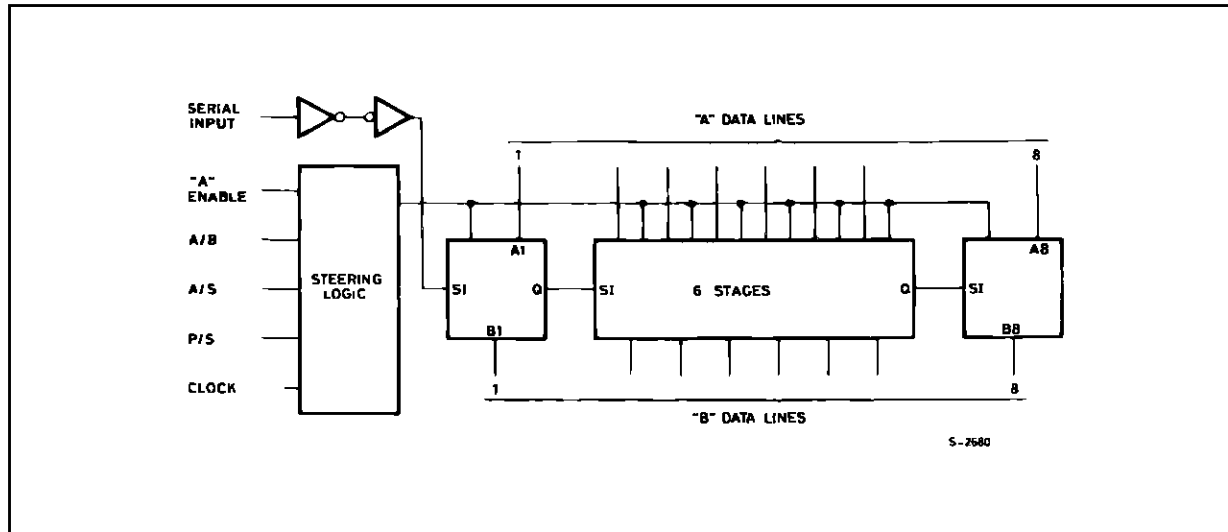 SERIAL
INPUT
"A" DATA LINES
1
8
"A"
ENABLE
A/B
A/S
P/S
CLOCK
STEERING
LOGIC
A1
SI
Q
B1
SI
6 STAGES
Q
A8
SI
B8
1
8
"B" DATA LINES
S-2680